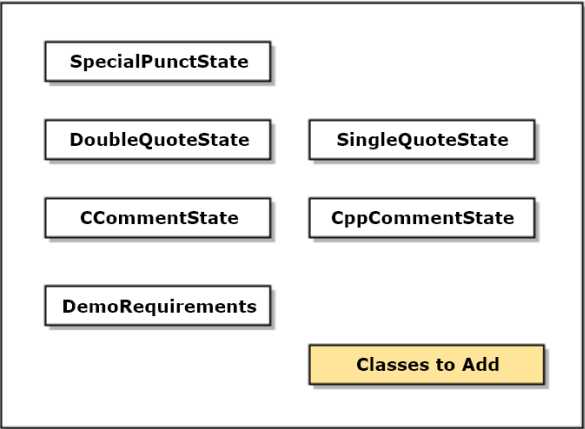 SpecialPunctState
DoubleQuoteState
SingleQuoteState
CCommentState
CppCommentState
DemoRequirements
Classes to Add